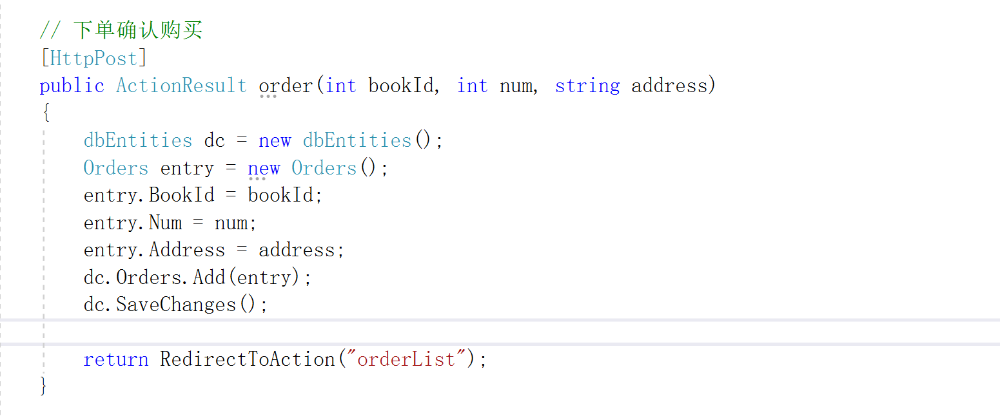 // 下单确认购买
[HttpPost]
public ActionResult order(int bookId, int num, string address)
{
dbEntities dc = new dbEntities();
Orders entry = new Orders();
entry.BookId = bookId;
entry.Num = num;
entry.Address = address;
dc.Orders.Add(entry);
dc.SaveChanges();
return RedirectToAction("orderList");
}